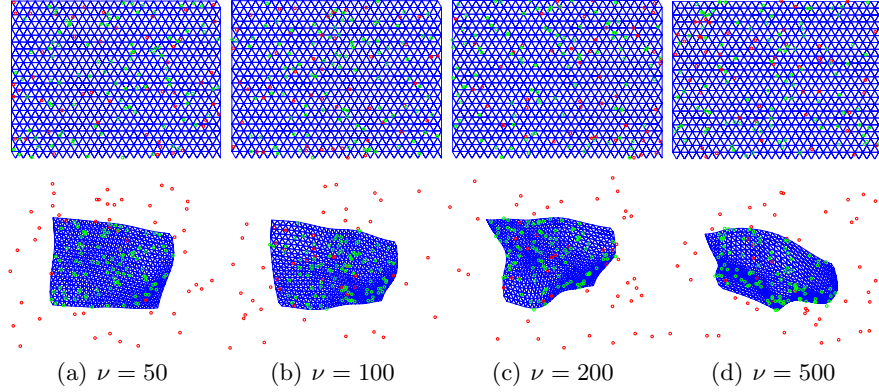 (a) ν = 50 (b) ν = 100 (c) ν = 200 (d) ν = 500